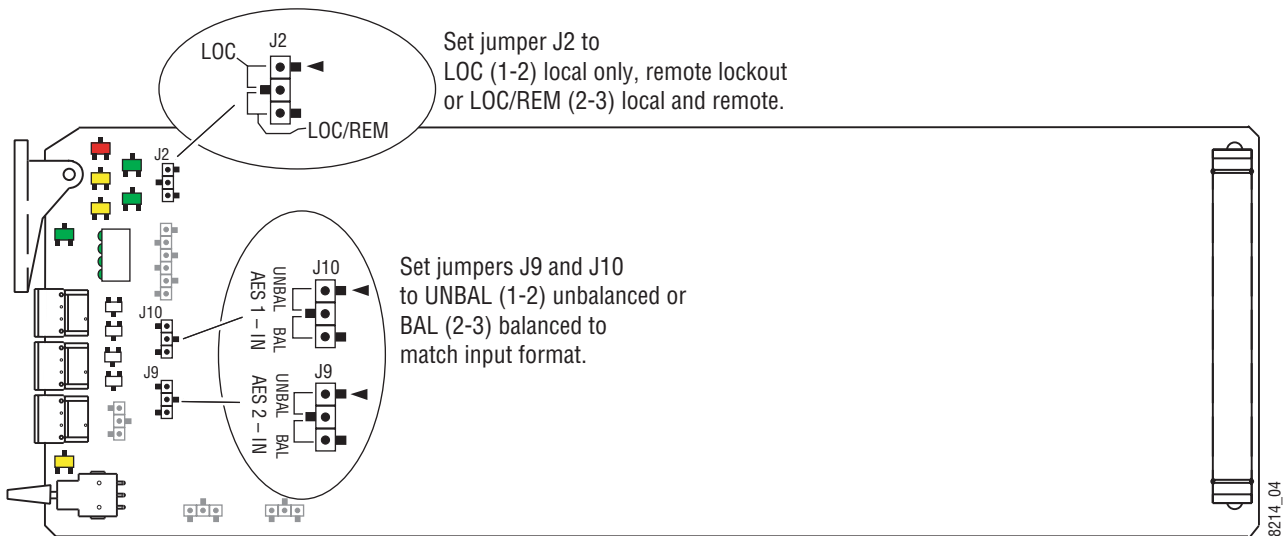 LOC
J2
Set jumper J2 to
LOC (1-2) local only, remote lockout
or LOC/REM (2-3) local and remote.
LOC/REM
J2
J10
J9
UNBAL
BAL
AES 1 – IN
J10
UNBAL
BAL
AES 2 – IN
J9
Set jumpers J9 and J10
to UNBAL (1-2) unbalanced or
BAL (2-3) balanced to
match input format.
8214_04